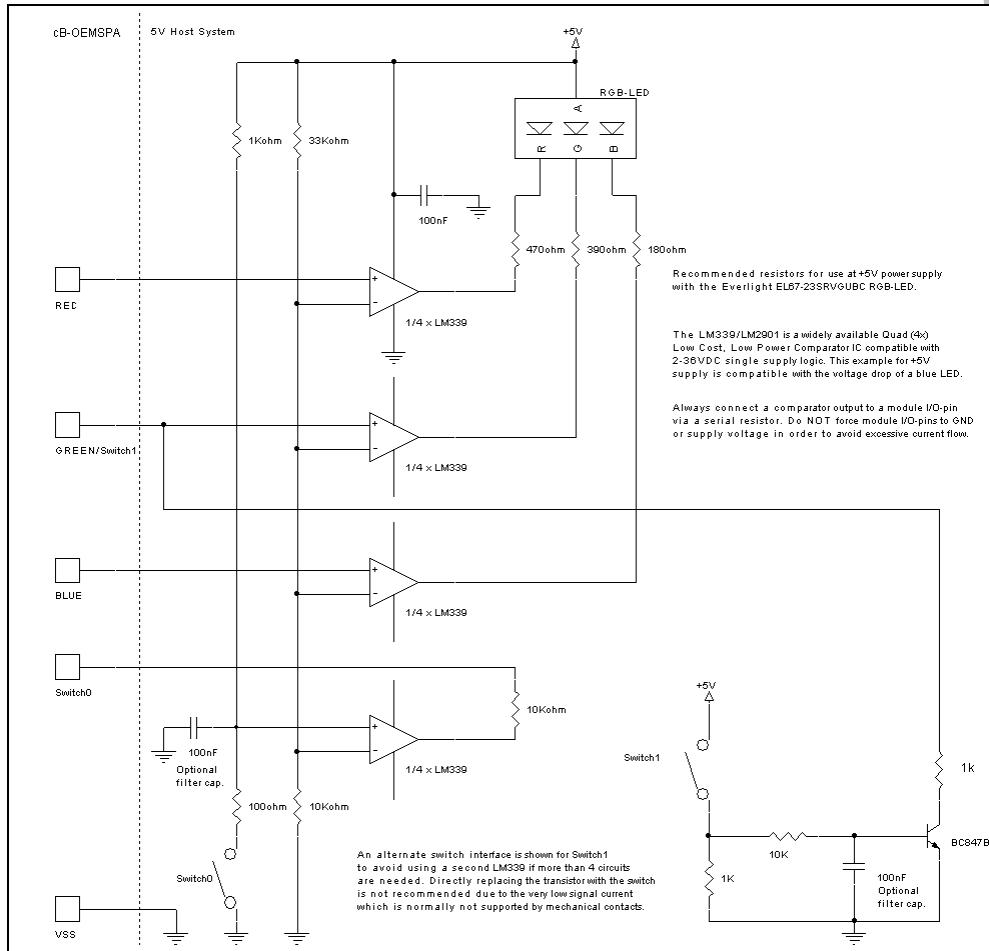 cB-OEMSPA
5V Host System
+5V
RGB-LED
A
R
G
B
1Kohm
33Kohm
100nF
470ohm
390ohm
180ohm
RED
+
-
1/4 x LM339
Recommended resistors for use at +5V power supply
with the Everlight EL67-23SRVGUBC RGB-LED.
The LM339/LM2901 is a widely available Quad (4x)
Low Cost, Low Power Comparator IC compatible with
2-36VDC single supply logic. This example for +5V
supply is compatible with the voltage drop of a blue LED.
Always connect a comparator output to a module I/O-pin
via a serial resistor. Do NOT force module I/O-pins to GND
or supply voltage in order to avoid excessive current flow.
GREEN/Switch1
+
-
1/4 x LM339
BLUE
+
-
1/4 x LM339
Switch0
10Kohm
100nF
Optional
filter cap.
+
-
1/4 x LM339
+5V
Switch1
1k
100ohm
10Kohm
Switch0
VSS
An alternate switch interface is shown for Switch1
to avoid using a second LM339 if more than 4 circuits
are needed. Directly replacing the transistor with the switch
is not recommended due to the very low signal current
which is normally not supported by mechanical contacts.
10K
1K
BC847B
100nF
Optional
filter cap.